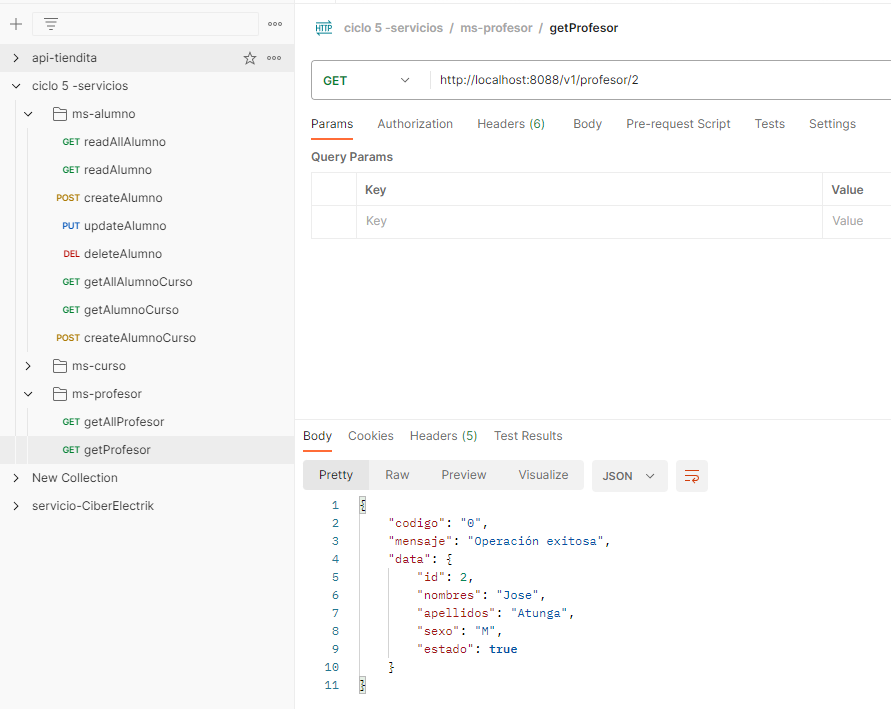 api-tiendita
ciclo 5 -servicios
ms-alumno
GET readAllAlumno
GET readAlumno
POST createAlumno
PUT updateAlumno
DEL deleteAlumno
GET getAllAlumnoCurso
GET getAlumnoCurso
POST createAlumnoCurso
ms-curso
ms-profesor
GET getAllProfesor
GET getProfesor
New Collection
servicio-CiberElectrik
HTTP ciclo 5 -servicios / ms-profesor / getProfesor
GET http://localhost:8088/v1/profesor/2
Params Authorization Headers (6) Body Pre-request Script Tests Settings
Query Params
Key Value
Key Value
Body Cookies Headers (5) Test Results
Pretty Raw Preview Visualize JSON
1 {
2 "codigo": "0",
3 "mensaje": "Operación exitosa",
4 "data": {
5 "id": 2,
6 "nombres": "Jose",
7 "apellidos": "Atunga",
8 "sexo": "M",
9 "estado": true
10 }
11 }